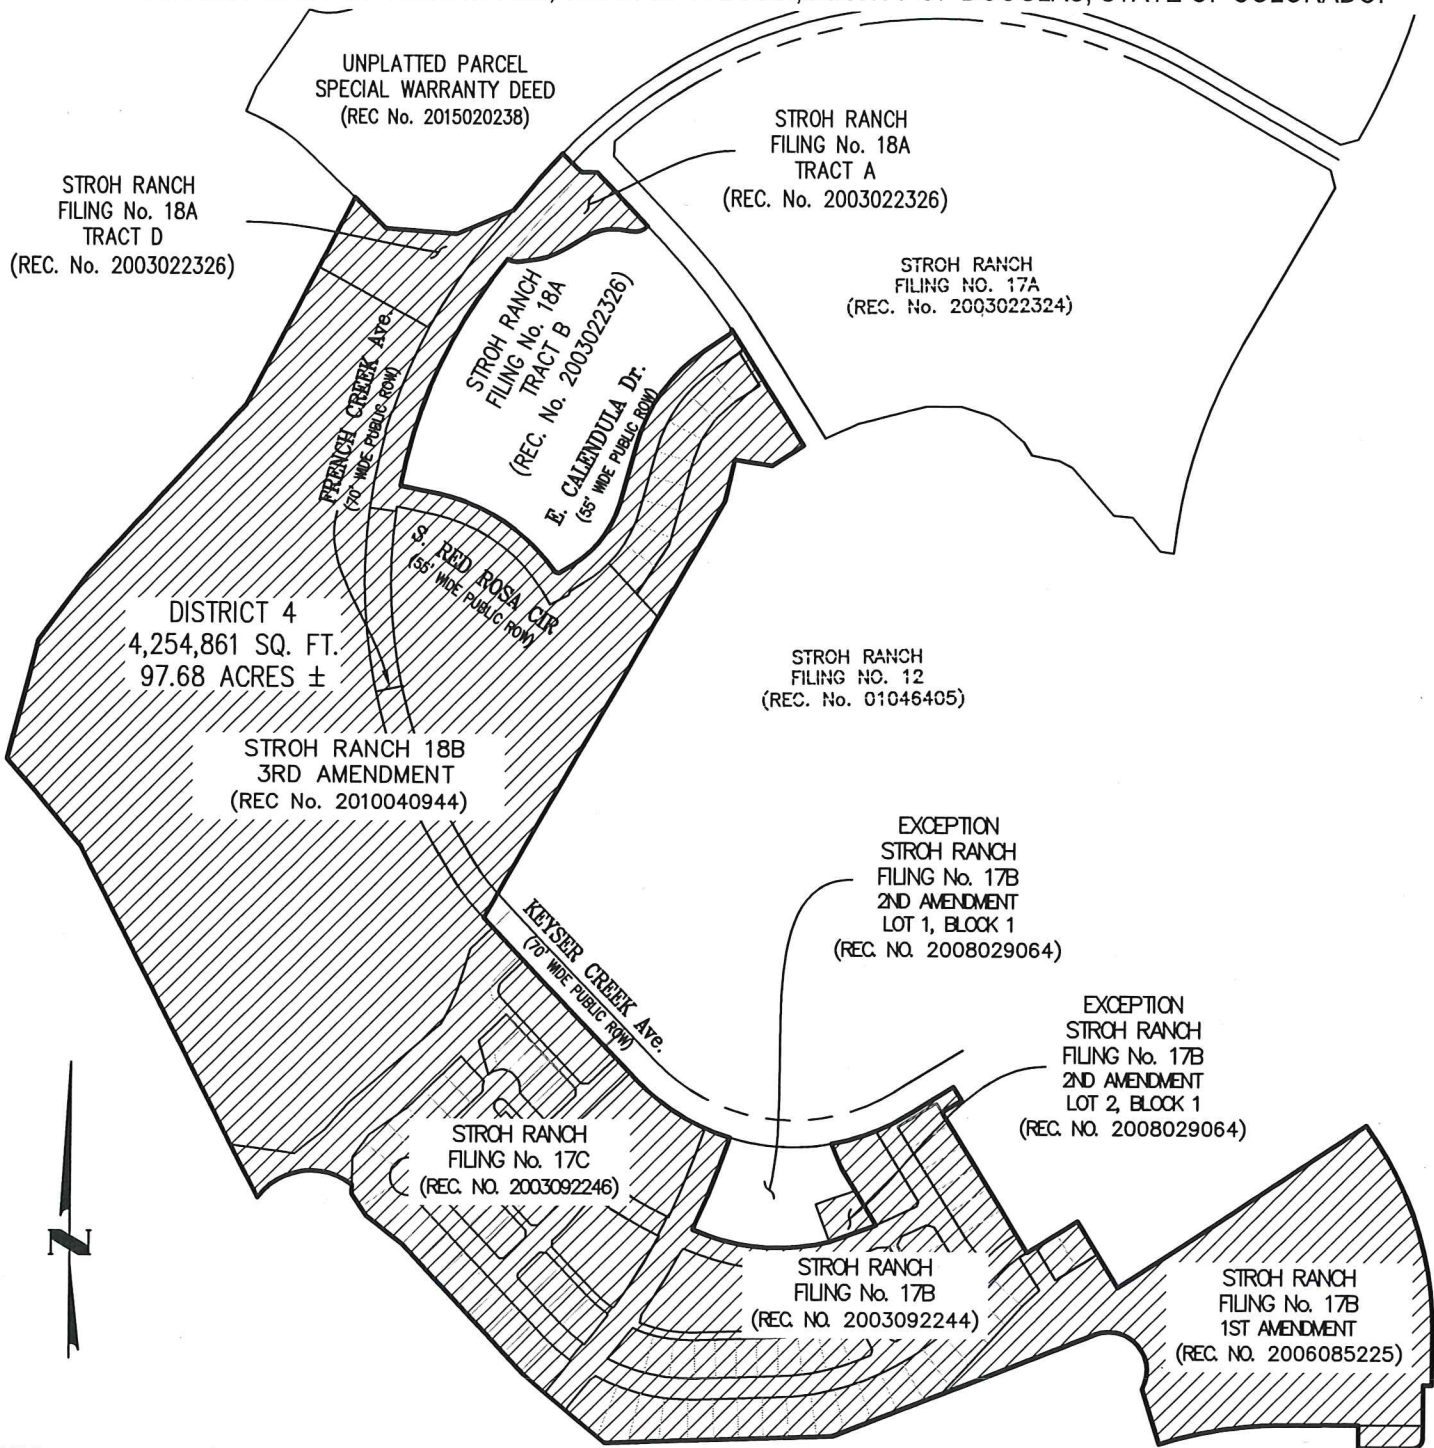 UNPLATTED PARCEL
SPECIAL WARRANTY DEED
(REC No. 2015020238)
STROH RANCH
FILING No. 18A
TRACT A
(REC. No. 2003022326)
STROH RANCH
FILING No. 18A
TRACT D
(REC. No. 2003022326)
STROH RANCH
FILING NO. 17A
(REC. No. 2003022324)
STROH RANCH
FILING No. 18A
TRACT B
(REC. No. 2003022326)
FRENCH CREEK Ave.
(70' WIDE PUBLIC ROW)
E. CALENDULA Dr.
(55' WIDE PUBLIC ROW)
S. RED ROSA CIR
(55' WIDE PUBLIC ROW)
DISTRICT 4
4,254,861 SQ. FT.
97.68 ACRES ±
STROH RANCH
FILING NO. 12
(REC. No. 01046405)
STROH RANCH 18B
3RD AMENDMENT
(REC No. 2010040944)
EXCEPTION
STROH RANCH
FILING No. 17B
2ND AMENDMENT
LOT 1, BLOCK 1
(REC. NO. 2008029064)
KEYSER CREEK Ave.
(70' WIDE PUBLIC ROW)
EXCEPTION
STROH RANCH
FILING No. 17B
2ND AMENDMENT
LOT 2, BLOCK 1
(REC. NO. 2008029064)
STROH RANCH
FILING No. 17C
(REC. NO. 2003092246)
N
STROH RANCH
FILING No. 17B
(REC. NO. 2003092244)
STROH RANCH
FILING No. 17B
1ST AMENDMENT
(REC. NO. 2006085225)